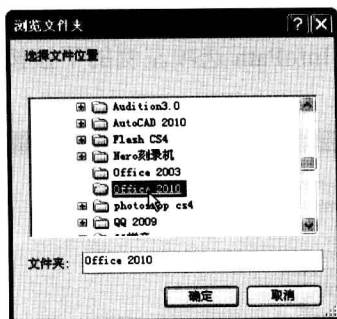 浏览文件夹
选择文件位置
Audition3.0
AutoCAD 2010
Flash CS4
Nero刻录机
Office 2003
Office 2010
photoshop cs4
QQ 2009
文件夹: Office 2010
确定 取消